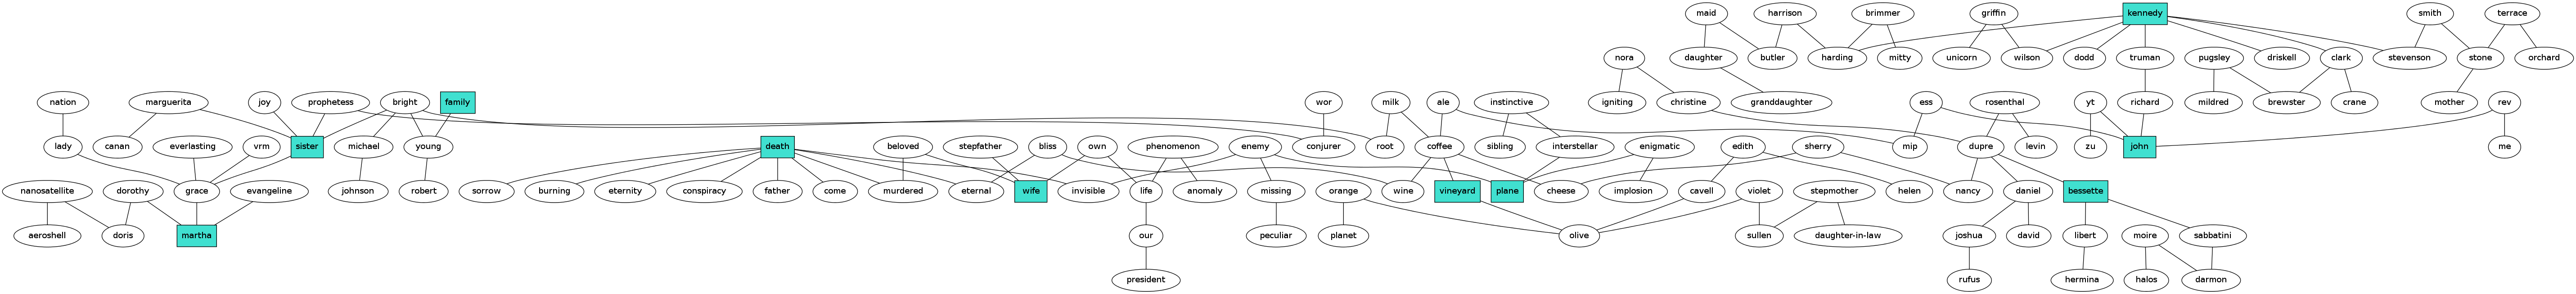 maid harrison brimmer griffin kennedy smith terrace
nora daughter butler harding mitty unicorn wilson dodd truman pugsley driskell clark stevenson stone orchard
nation marguerita joy prophetess bright family wor milk ale instinctive igniting christine granddaughter ess rosenthal yt richard mildred brewster crane mother rev
lady canan everlasting vrm sister michael young death beloved stepfather bliss own phenomenon enemy conjurer root coffee sibling interstellar enigmatic edith sherry mip dupre levin zu john me
nanosatellite dorothy grace evangeline johnson robert sorrow burning eternity conspiracy father come murdered eternal wife invisible life anomaly missing orange wine vineyard plane cheese implosion cavell violet stepmother helen nancy daniel bessette
aeroshell doris martha our peculiar planet olive sullen daughter-in-law joshua david libert moire sabbatini
president rufus hermina halos darmon